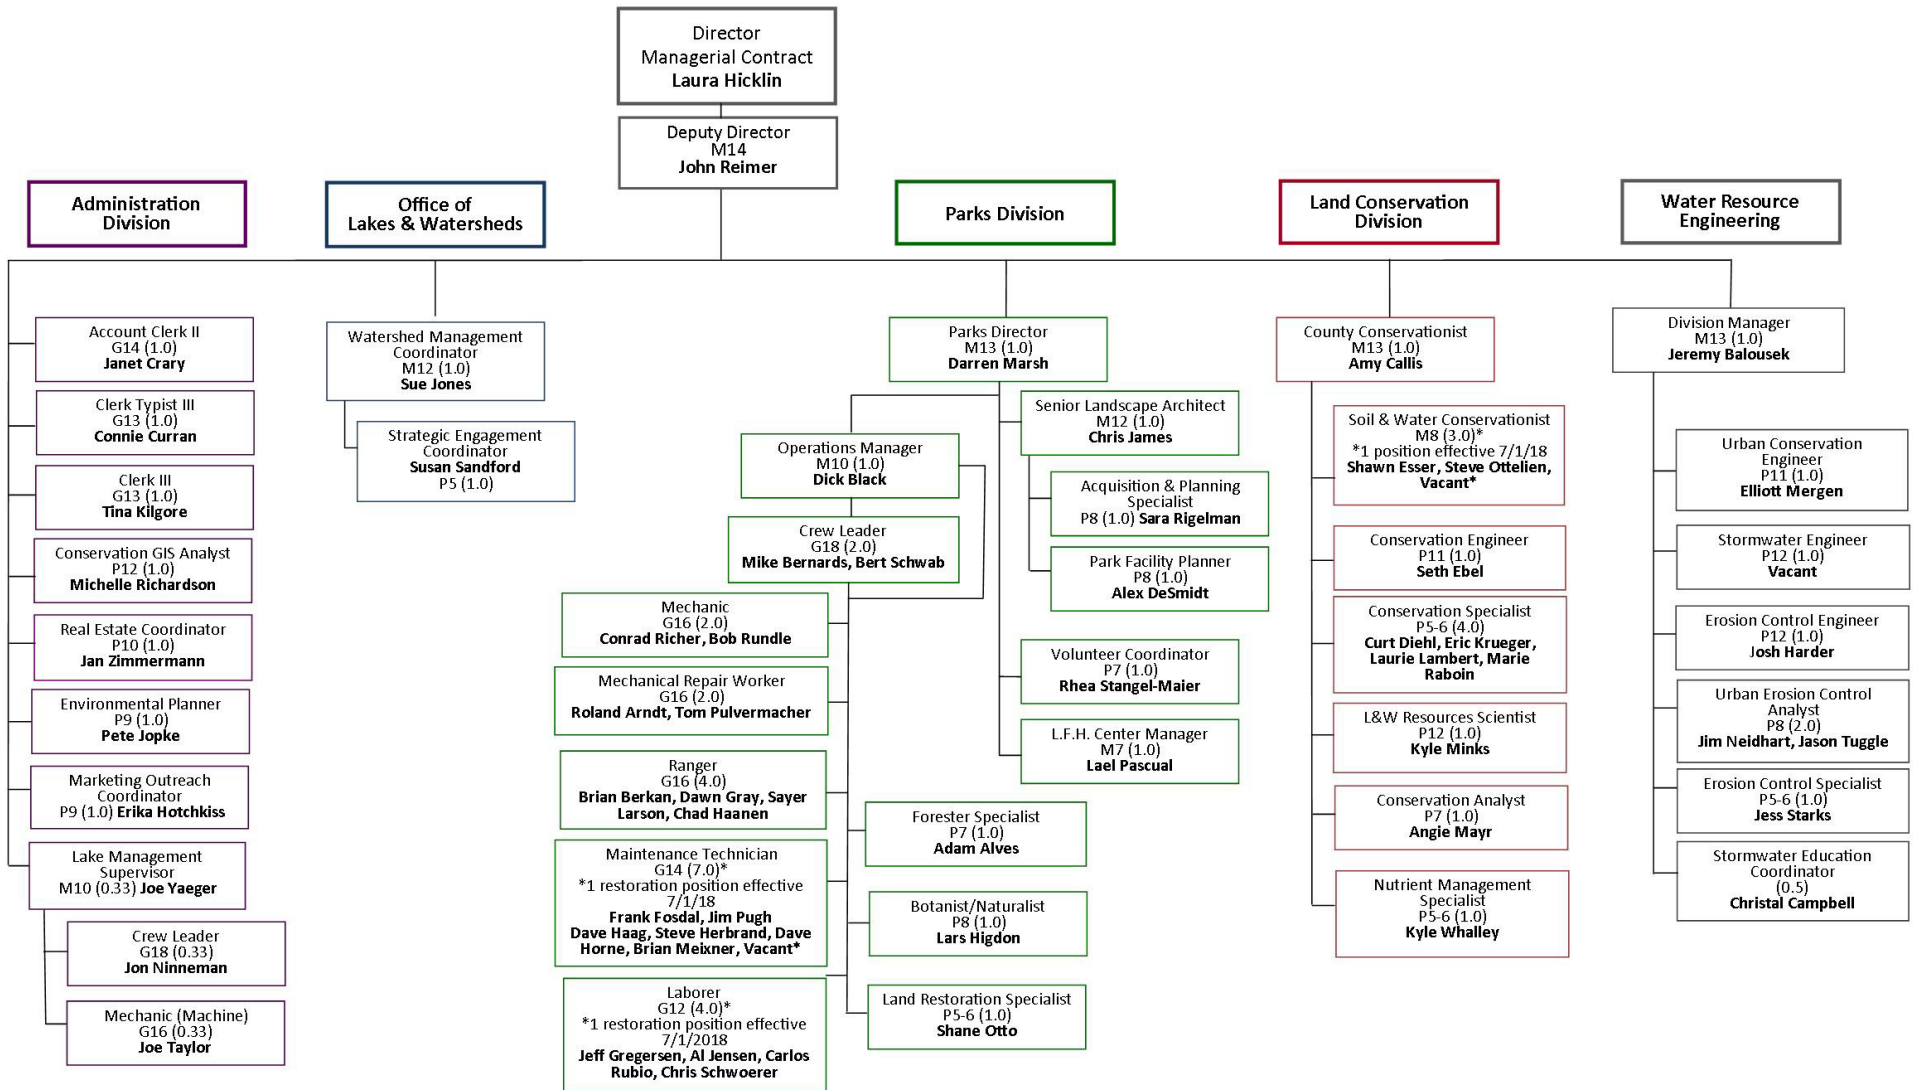 Director
Managerial Contract
Laura Hicklin
Deputy Director
M14
John Reimer
Administration
Division
Office of
Lakes & Watersheds
Parks Division
Land Conservation
Division
Water Resource
Engineering
Account Clerk II
G14 (1.0)
Janet Crary
Clerk Typist III
G13 (1.0)
Connie Curran
Clerk III
G13 (1.0)
Tina Kilgore
Conservation GIS Analyst
P12 (1.0)
Michelle Richardson
Real Estate Coordinator
P10 (1.0)
Jan Zimmermann
Environmental Planner
P9 (1.0)
Pete Jopke
Marketing Outreach
Coordinator
P9 (1.0) Erika Hotchkiss
Lake Management
Supervisor
M10 (0.33) Joe Yaeger
Crew Leader
G18 (0.33)
Jon Ninneman
Mechanic (Machine)
G16 (0.33)
Joe Taylor
Watershed Management
Coordinator
M12 (1.0)
Sue Jones
Strategic Engagement
Coordinator
Susan Sandford
P5 (1.0)
Parks Director
M13 (1.0)
Darren Marsh
Operations Manager
M10 (1.0)
Dick Black
Crew Leader
G18 (2.0)
Mike Bernards, Bert Schwab
Mechanic
G16 (2.0)
Conrad Richer, Bob Rundle
Mechanical Repair Worker
G16 (2.0)
Roland Arndt, Tom Pulvermacher
Ranger
G16 (4.0)
Brian Berkan, Dawn Gray, Sayer
Larson, Chad Haanen
Maintenance Technician
G14 (7.0)*
*1 restoration position effective
7/1/18
Frank Fosdal, Jim Pugh
Dave Haag, Steve Herbrand, Dave
Horne, Brian Meixner, Vacant*
Laborer
G12 (4.0)*
*1 restoration position effective
7/1/2018
Jeff Gregersen, Al Jensen, Carlos
Rubio, Chris Schwoerer
Senior Landscape Architect
M12 (1.0)
Chris James
Acquisition & Planning
Specialist
P8 (1.0) Sara Rigelman
Park Facility Planner
P8 (1.0)
Alex DeSmidt
Volunteer Coordinator
P7 (1.0)
Rhea Stangel-Maier
L.F.H. Center Manager
M7 (1.0)
Lael Pascual
Forester Specialist
P7 (1.0)
Adam Alves
Botanist/Naturalist
P8 (1.0)
Lars Higdon
Land Restoration Specialist
P5-6 (1.0)
Shane Otto
County Conservationist
M13 (1.0)
Amy Callis
Soil & Water Conservationist
M8 (3.0)*
*1 position effective 7/1/18
Shawn Esser, Steve Ottelien,
Vacant*
Conservation Engineer
P11 (1.0)
Seth Ebel
Conservation Specialist
P5-6 (4.0)
Curt Diehl, Eric Krueger,
Laurie Lambert, Marie
Raboin
L&W Resources Scientist
P12 (1.0)
Kyle Minks
Conservation Analyst
P7 (1.0)
Angie Mayr
Nutrient Management
Specialist
P5-6 (1.0)
Kyle Whalley
Division Manager
M13 (1.0)
Jeremy Balousek
Urban Conservation
Engineer
P11 (1.0)
Elliott Mergen
Stormwater Engineer
P12 (1.0)
Vacant
Erosion Control Engineer
P12 (1.0)
Josh Harder
Urban Erosion Control
Analyst
P8 (2.0)
Jim Neidhart, Jason Tuggle
Erosion Control Specialist
P5-6 (1.0)
Jess Starks
Stormwater Education
Coordinator
(0.5)
Christal Campbell